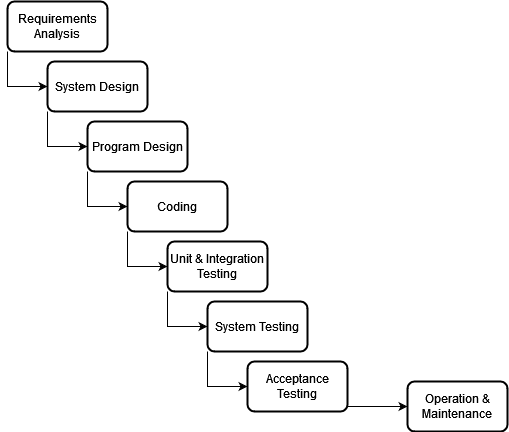 Requirements
Analysis
System Design
Program Design
Coding
Unit & Integration
Testing
System Testing
Acceptance
Testing
Operation &
Maintenance